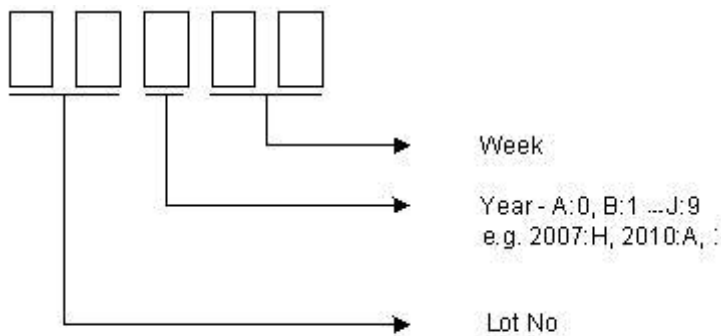 Week
Year - A:0, B:1 ...J:9
e.g. 2007:H, 2010:A, :
Lot No